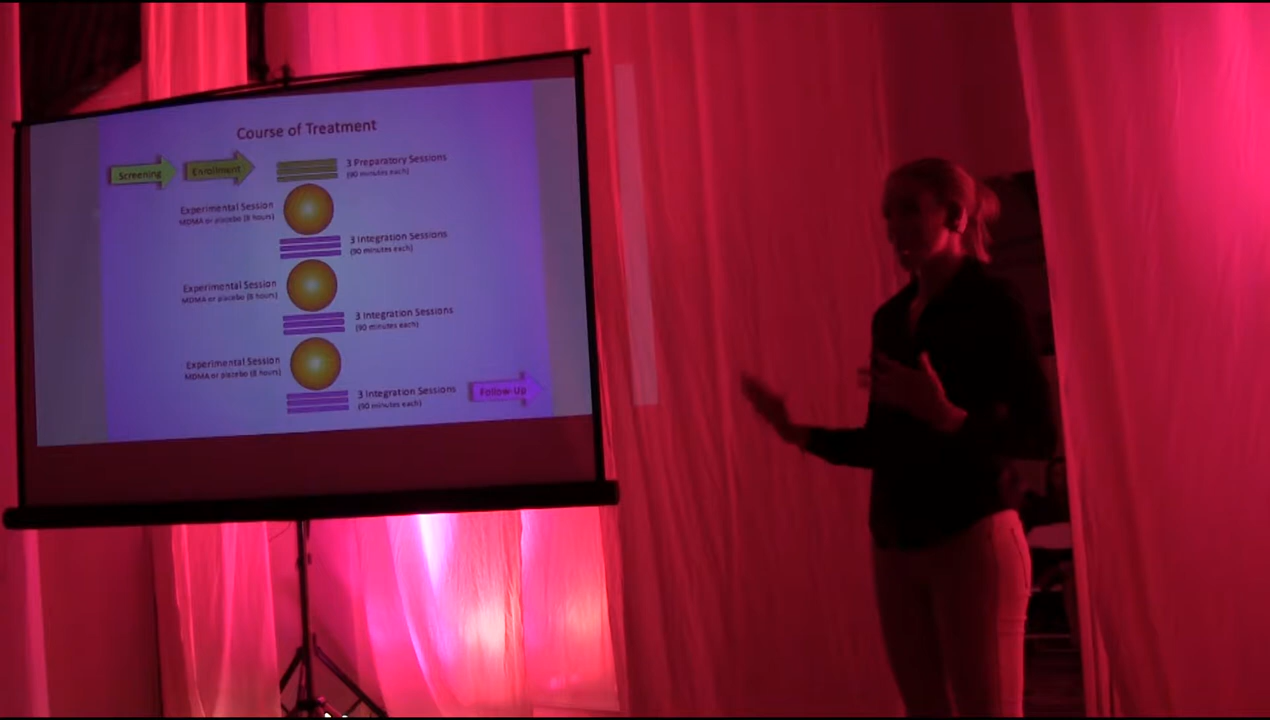 Course of Treatment
Screening
Enrollment
3 Preparatory Sessions
(90 minutes each)
Experimental Session
MDMA or placebo (8 hours)
3 Integration Sessions
(90 minutes each)
Experimental Session
MDMA or placebo (8 hours)
3 Integration Sessions
(90 minutes each)
Experimental Session
MDMA or placebo (8 hours)
3 Integration Sessions
(90 minutes each)
Follow-Up